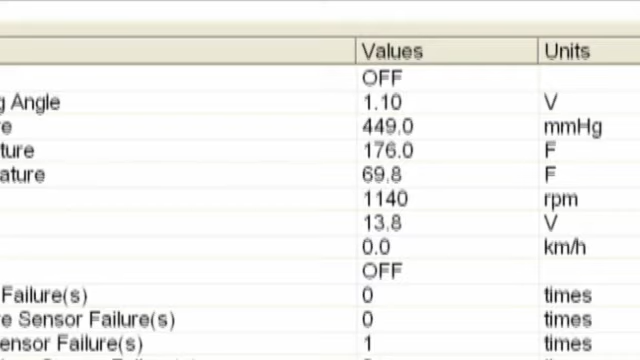 Values Units
OFF
g Angle 1.10 V
e 449.0 mmHg
ture 176.0 F
ature 69.8 F
1140 rpm
13.8 V
0.0 km/h
OFF
Failure(s) 0 times
e Sensor Failure(s) 0 times
ensor Failure(s) 1 times